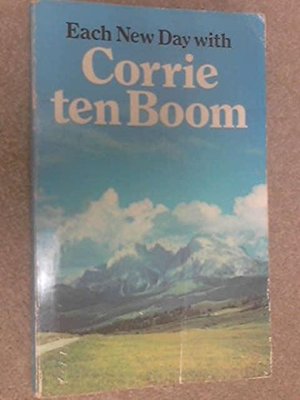 Each New Day with
Corrie
ten Boom